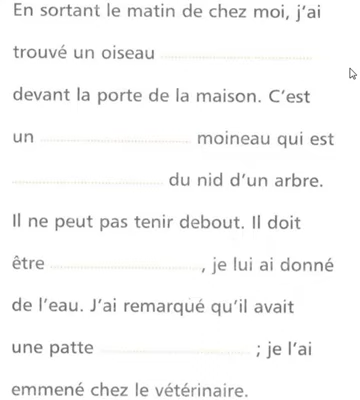 En sortant le matin de chez moi, j'ai
trouvé un oiseau ....................
devant la porte de la maison. C'est
un .................... moineau qui est
.................... du nid d'un arbre.
Il ne peut pas tenir debout. Il doit
être ...................., je lui ai donné
de l'eau. J'ai remarqué qu'il avait
une patte .................... ; je l'ai
emmené chez le vétérinaire.